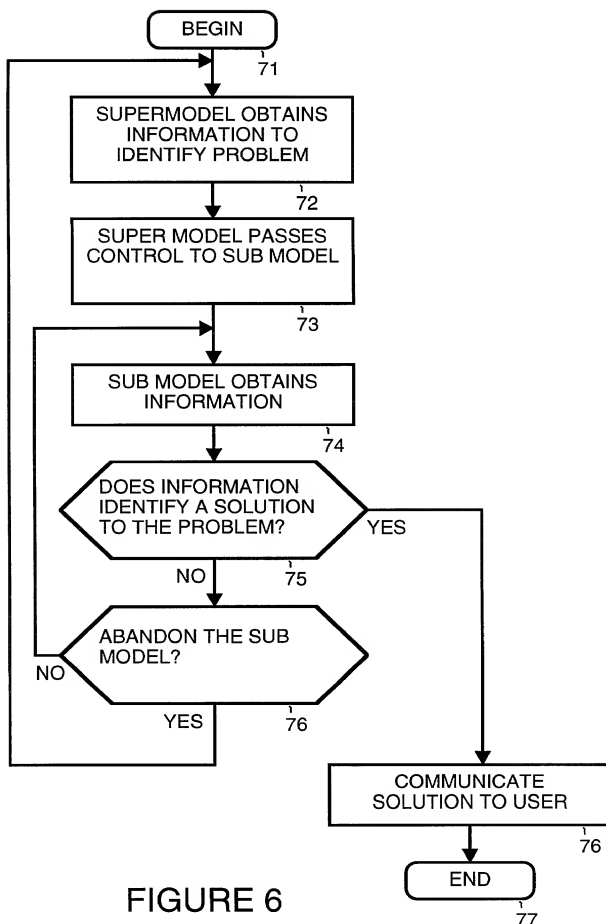 BEGIN
71
SUPERMODEL OBTAINS
INFORMATION TO
IDENTIFY PROBLEM
72
SUPER MODEL PASSES
CONTROL TO SUB MODEL
73
SUB MODEL OBTAINS
INFORMATION
74
DOES INFORMATION
IDENTIFY A SOLUTION
TO THE PROBLEM?
YES
NO
75
ABANDON THE SUB
MODEL?
NO
YES
76
COMMUNICATE
SOLUTION TO USER
76
END
77
FIGURE 6